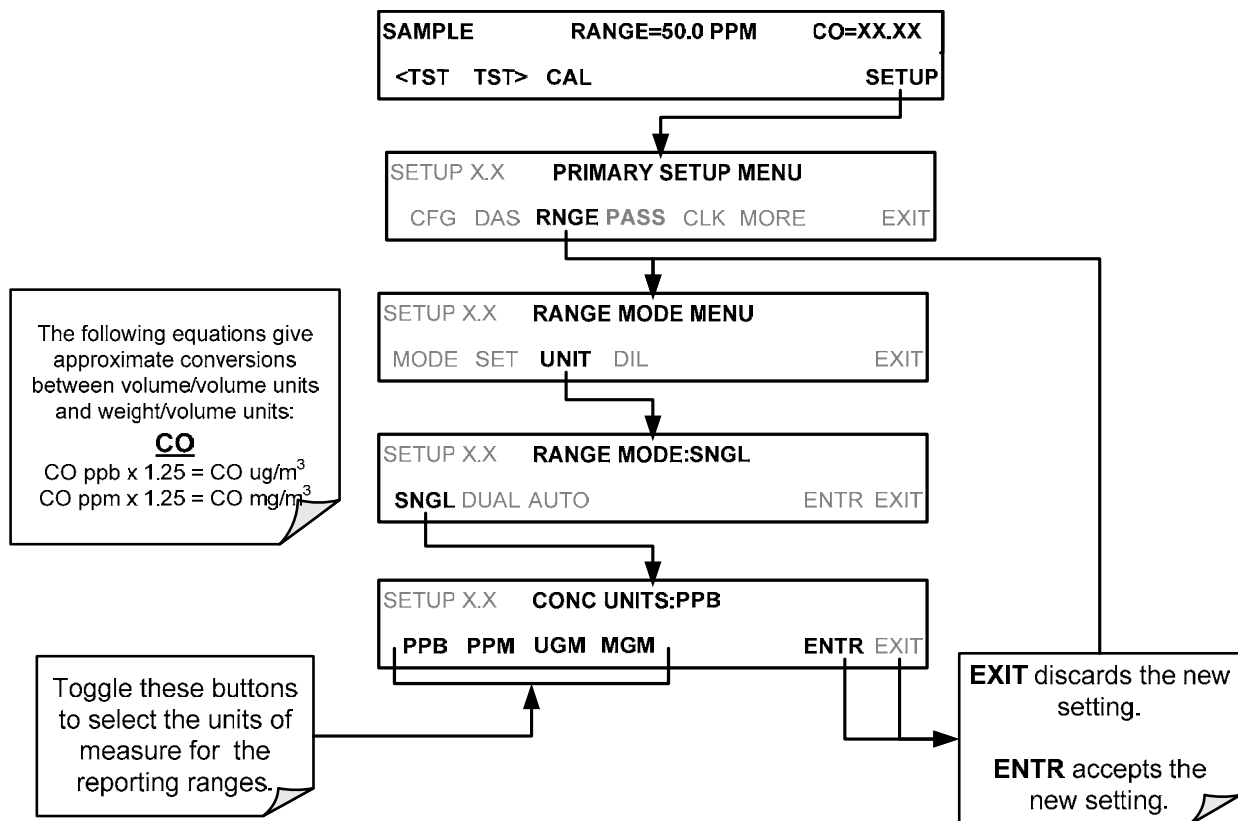 SAMPLE RANGE=50.0 PPM CO=XX.XX
<TST TST> CAL SETUP
SETUP X.X PRIMARY SETUP MENU
CFG DAS RNGE PASS CLK MORE EXIT
SETUP X.X RANGE MODE MENU
MODE SET UNIT DIL EXIT
The following equations give
approximate conversions
between volume/volume units
and weight/volume units:
CO
CO ppb x 1.25 = CO ug/m³
CO ppm x 1.25 = CO mg/m³
SETUP X.X RANGE MODE:SNGL
SNGL DUAL AUTO ENTR EXIT
SETUP X.X CONC UNITS:PPB
PPB PPM UGM MGM ENTR EXIT
Toggle these buttons
to select the units of
measure for the
reporting ranges.
EXIT discards the new
setting.
ENTR accepts the
new setting.